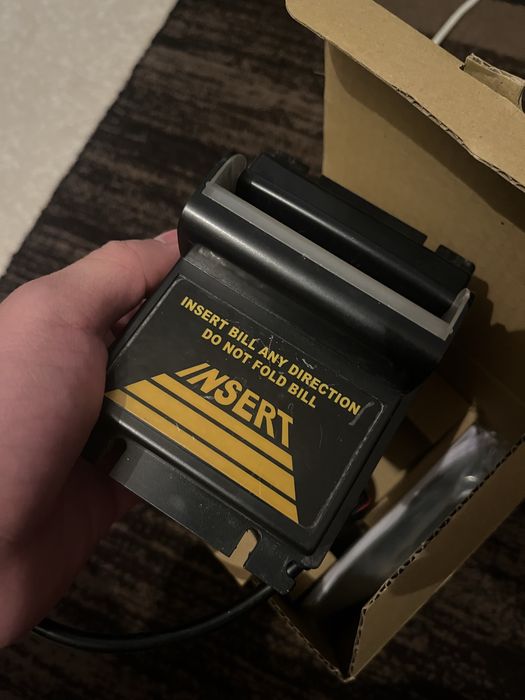 INSERT BILL ANY DIRECTION
DO NOT FOLD BILL
INSERT